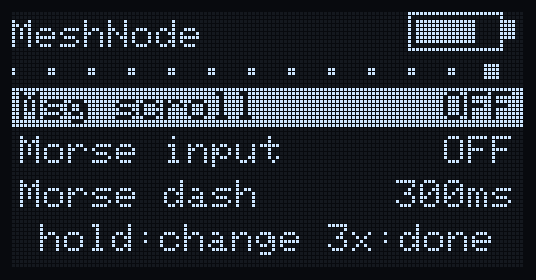 MeshNode
Msg scroll OFF
Morse input OFF
Morse dash 300ms
hold:change 3x:done